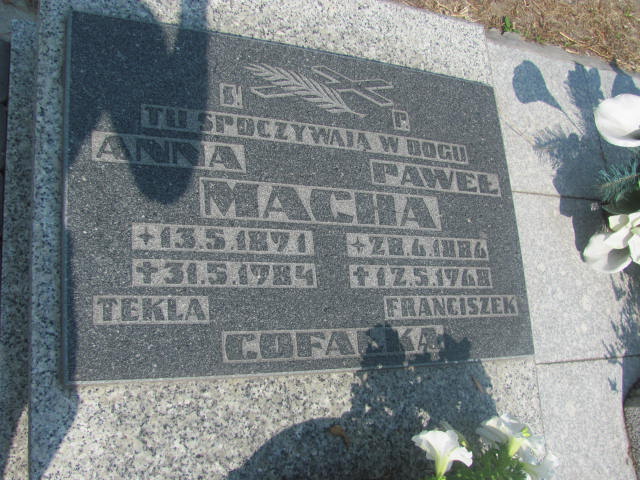 Ś. P.
TU SPOCZYWAJĄ W BOGU
ANNA PAWEŁ
MACHA
+13.5.1891 +28.6.1886
†31.5.1984 †12.5.1968
TEKLA FRANCISZEK
COFAŁKA